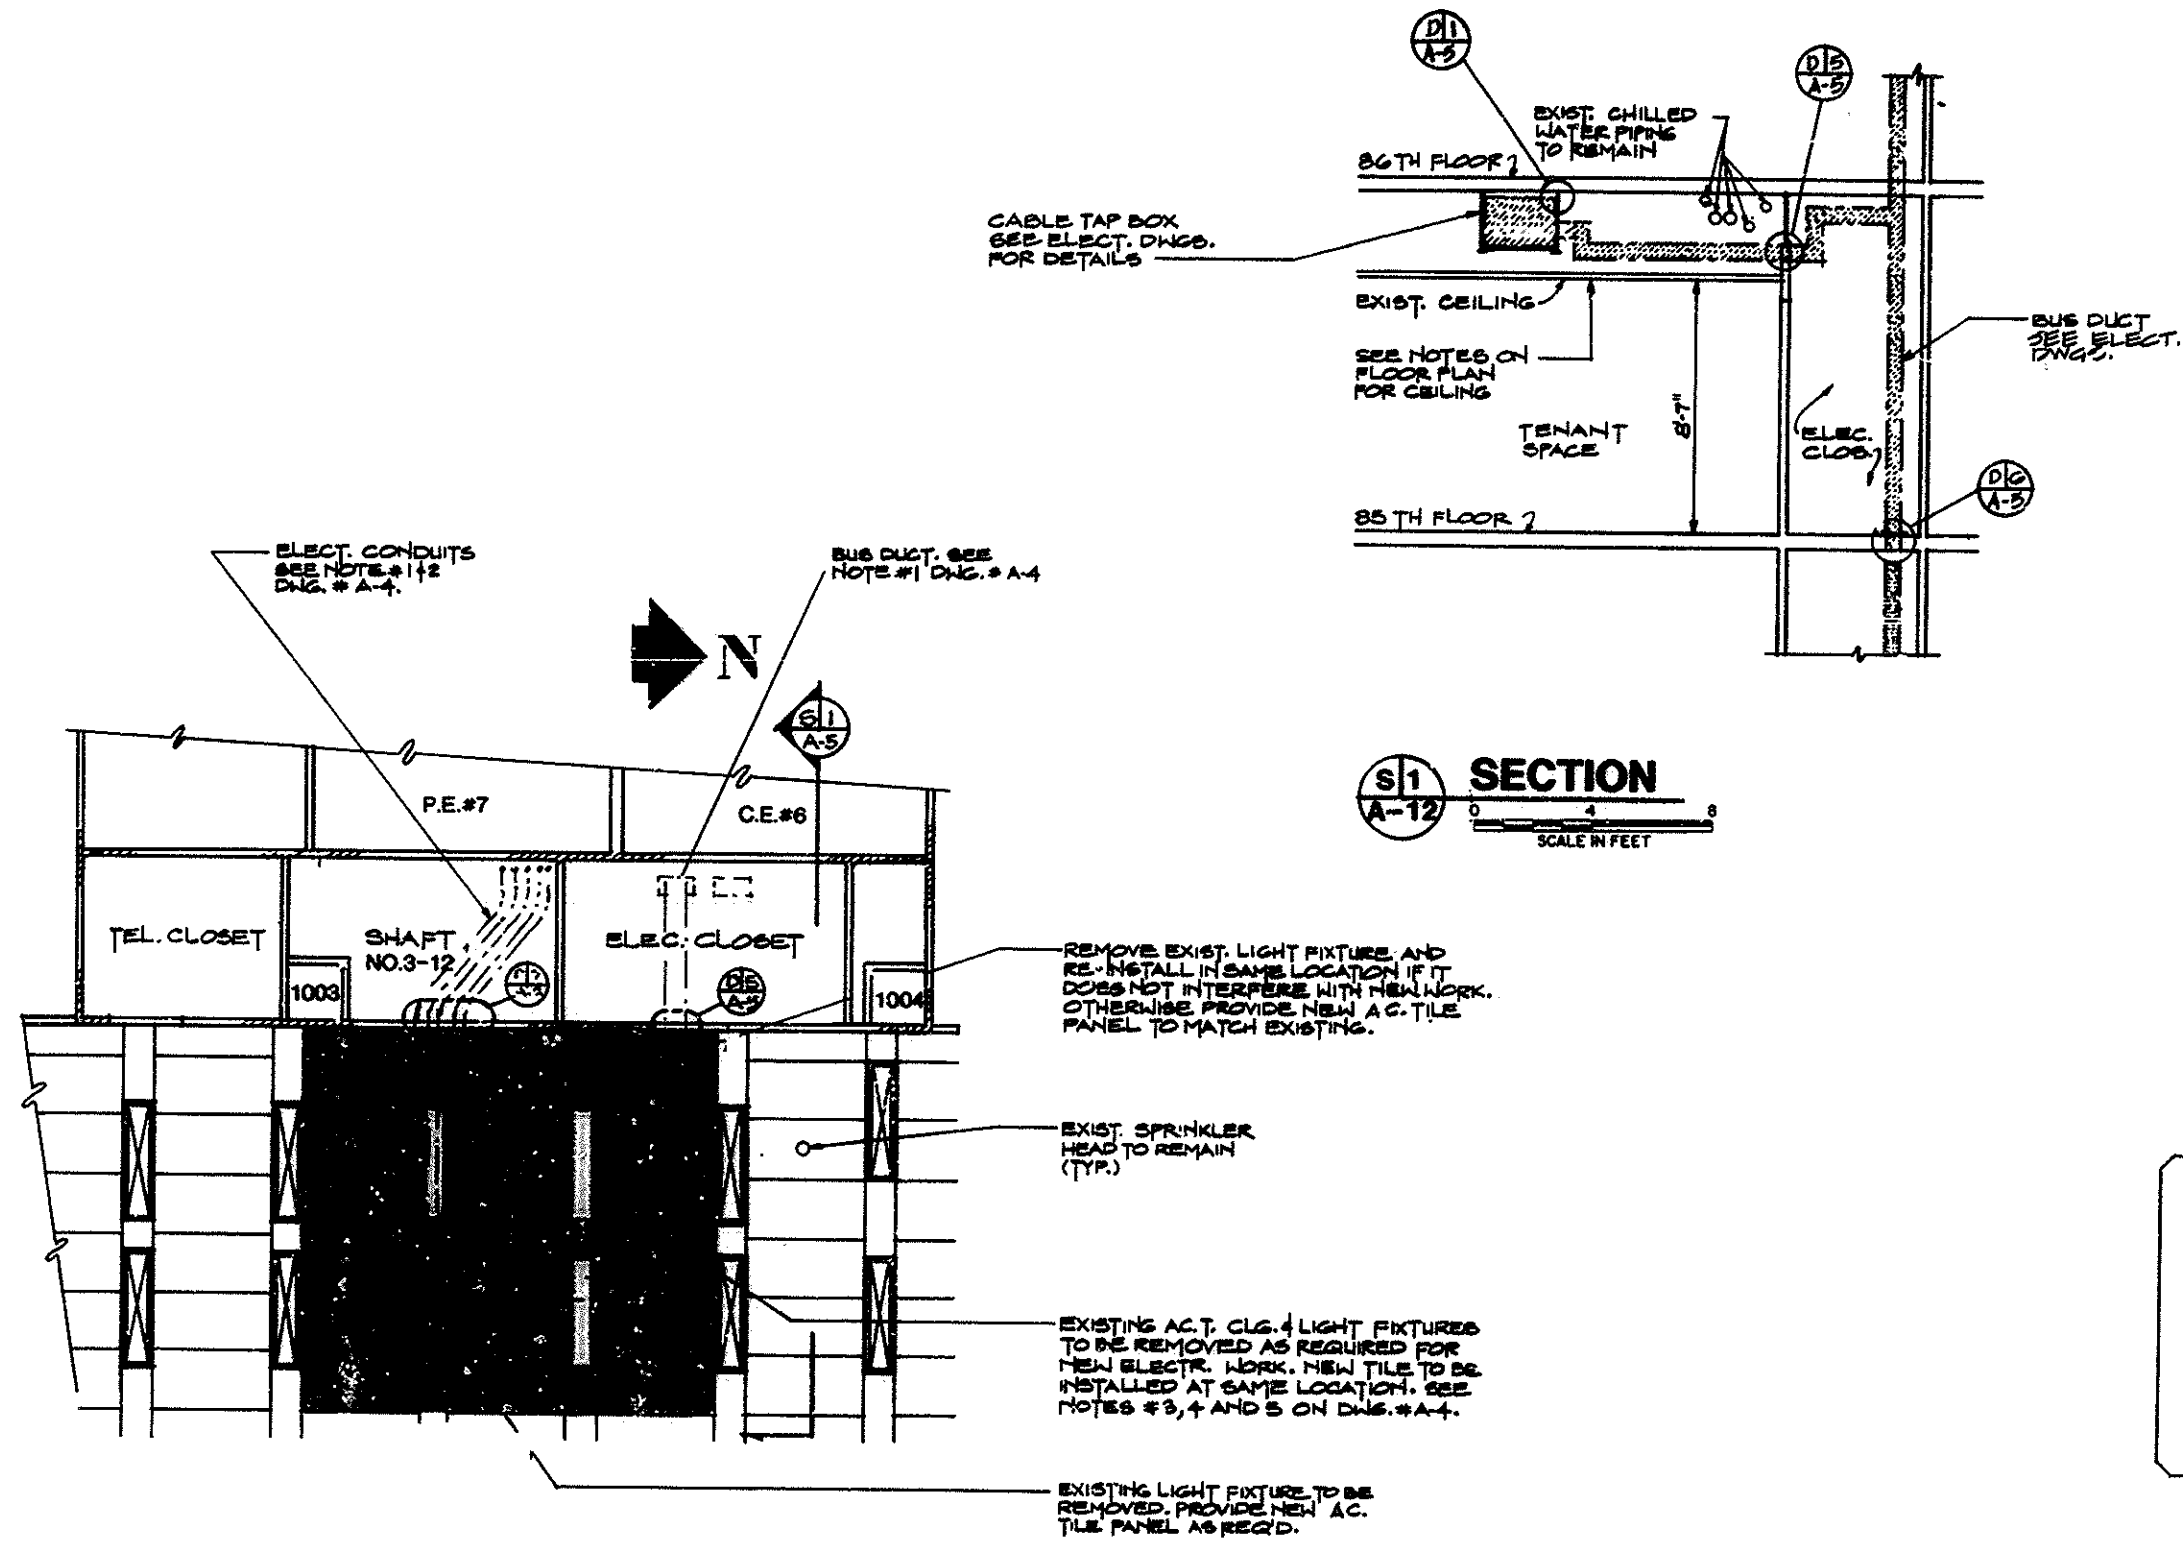 D 1
A-5
D 5
A-5
EXIST. CHILLED
WATER PIPING
TO REMAIN
86TH FLOOR
CABLE TAP BOX
SEE ELECT. DWGS.
FOR DETAILS
EXIST. CEILING
SEE NOTES ON
FLOOR PLAN
FOR CEILING
8'-7"
TENANT
SPACE
ELEC.
CLOS.
BUS DUCT
SEE ELECT.
DWGS.
D 6
A-5
85TH FLOOR
S 1
A-12
SECTION
0 4 8
SCALE IN FEET
ELECT. CONDUITS
SEE NOTE #1&2
DWG. # A-4.
BUS DUCT. SEE
NOTE #1 DWG. # A-4
N
S 1
A-5
P.E.#7
C.E.#6
TEL. CLOSET
SHAFT
NO.3-12
ELEC. CLOSET
1003
D 5
1004
REMOVE EXIST. LIGHT FIXTURE AND
RE-INSTALL IN SAME LOCATION IF IT
DOES NOT INTERFERE WITH NEW WORK.
OTHERWISE PROVIDE NEW A.C. TILE
PANEL TO MATCH EXISTING.
EXIST. SPRINKLER
HEAD TO REMAIN
(TYP.)
EXISTING A.C.T. CLG. & LIGHT FIXTURES
TO BE REMOVED AS REQUIRED FOR
NEW ELECTR. WORK. NEW TILE TO BE
INSTALLED AT SAME LOCATION. SEE
NOTES #3, 4 AND 5 ON DWG. # A-4.
EXISTING LIGHT FIXTURE TO BE
REMOVED. PROVIDE NEW A.C.
TILE PANEL AS REQ'D.